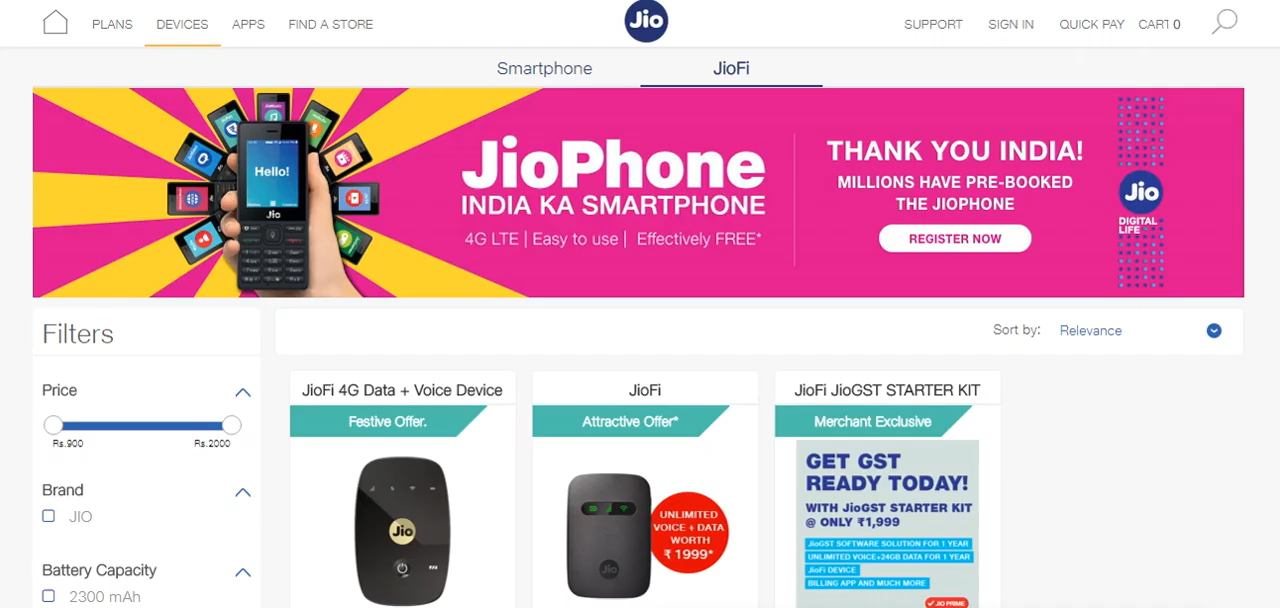 PLANS DEVICES APPS FIND A STORE Jio SUPPORT SIGN IN QUICK PAY CART 0
Smartphone JioFi
Hello!
Jio
JioPhone
INDIA KA SMARTPHONE
4G LTE | Easy to use | Effectively FREE*
THANK YOU INDIA!
MILLIONS HAVE PRE-BOOKED
THE JIOPHONE
REGISTER NOW
Jio
DIGITAL
LIFE
Filters
Sort by: Relevance
Price
Rs.900 Rs.2000
Brand
JIO
Battery Capacity
2300 mAh
JioFi 4G Data + Voice Device
Festive Offer.
Jio
JioFi
Attractive Offer*
Jio
UNLIMITED
VOICE + DATA
WORTH
₹ 1999*
JioFi JioGST STARTER KIT
Merchant Exclusive
GET GST
READY TODAY!
WITH JioGST STARTER KIT
@ ONLY ₹1,999
JioGST SOFTWARE SOLUTION FOR 1 YEAR
UNLIMITED VOICE+24GB DATA FOR 1 YEAR
JioFi DEVICE
BILLING APP AND MUCH MORE
JIO PRIME